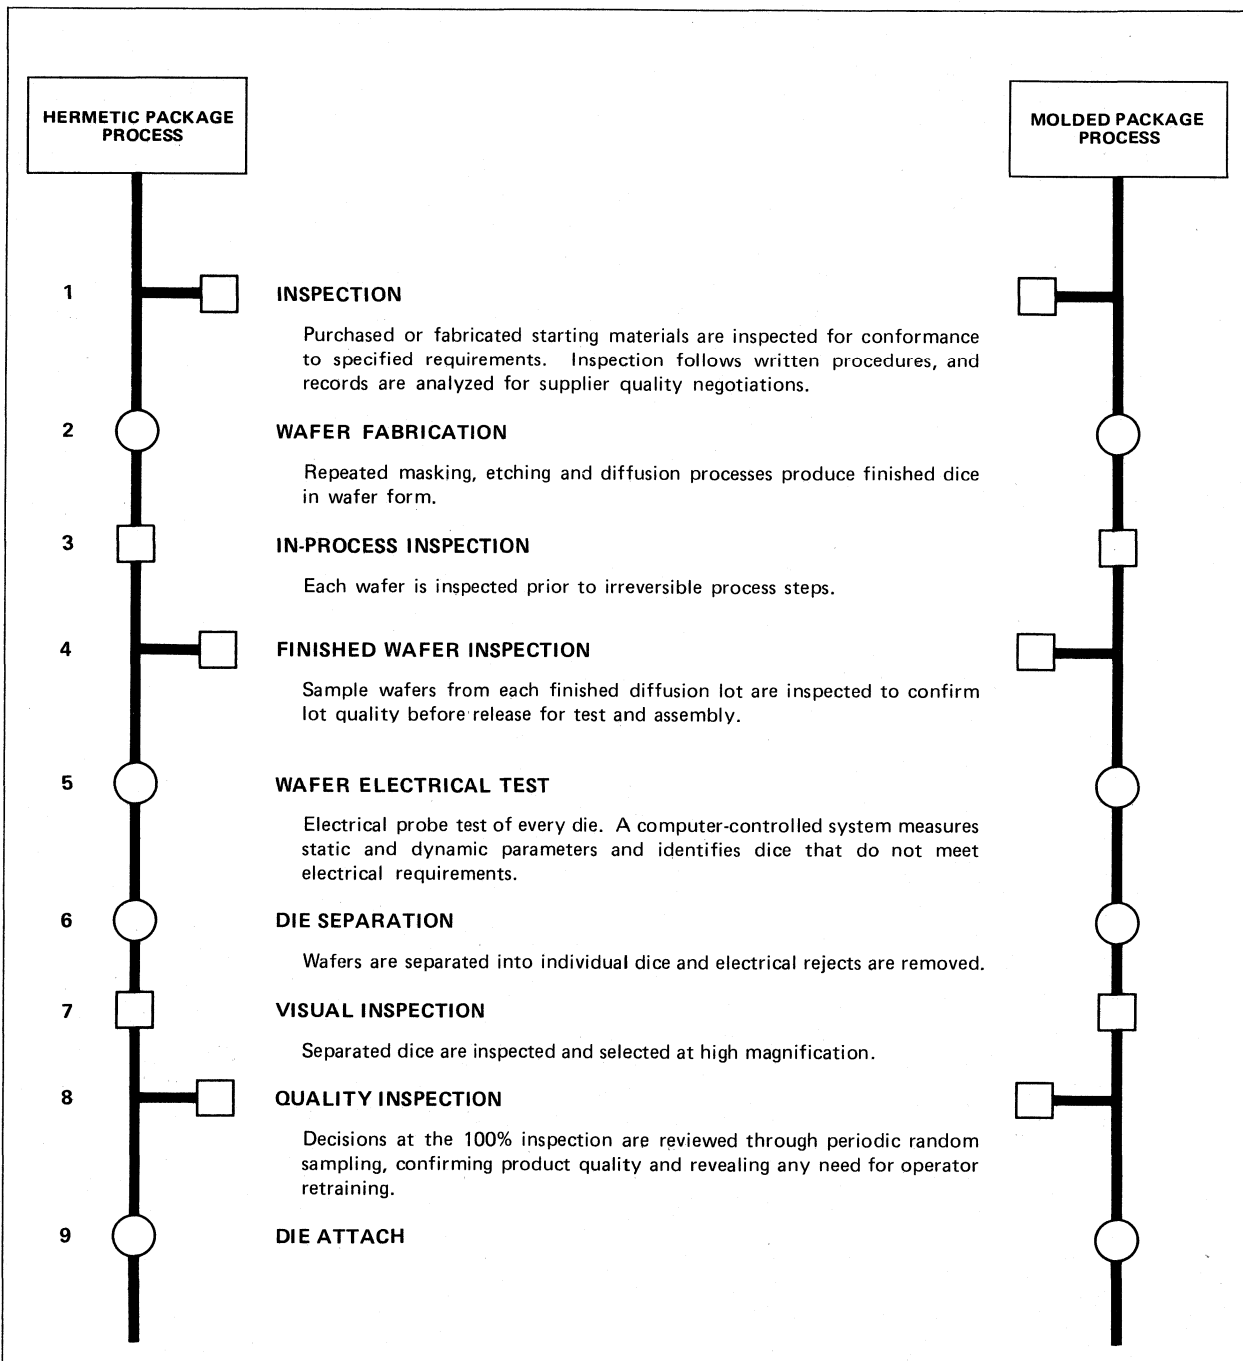 HERMETIC PACKAGE
PROCESS
MOLDED PACKAGE
PROCESS
1
INSPECTION
Purchased or fabricated starting materials are inspected for conformance
to specified requirements. Inspection follows written procedures, and
records are analyzed for supplier quality negotiations.
2
WAFER FABRICATION
Repeated masking, etching and diffusion processes produce finished dice
in wafer form.
3
IN-PROCESS INSPECTION
Each wafer is inspected prior to irreversible process steps.
4
FINISHED WAFER INSPECTION
Sample wafers from each finished diffusion lot are inspected to confirm
lot quality before release for test and assembly.
5
WAFER ELECTRICAL TEST
Electrical probe test of every die. A computer-controlled system measures
static and dynamic parameters and identifies dice that do not meet
electrical requirements.
6
DIE SEPARATION
Wafers are separated into individual dice and electrical rejects are removed.
7
VISUAL INSPECTION
Separated dice are inspected and selected at high magnification.
8
QUALITY INSPECTION
Decisions at the 100% inspection are reviewed through periodic random
sampling, confirming product quality and revealing any need for operator
retraining.
9
DIE ATTACH